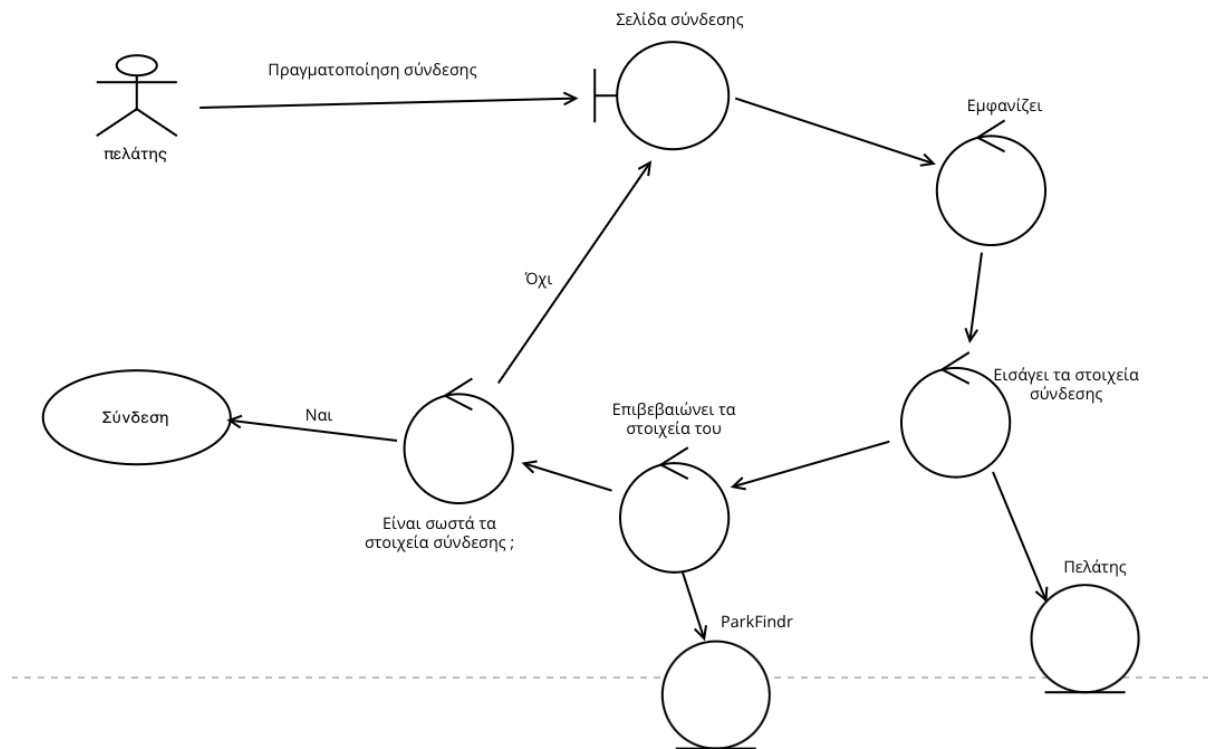 Σελίδα σύνδεσης
Πραγματοποίηση σύνδεσης
Εμφανίζει
πελάτης
Όχι
Εισάγει τα στοιχεία
σύνδεσης
Επιβεβαιώνει τα
στοιχεία του
Σύνδεση
Ναι
Είναι σωστά τα
στοιχεία σύνδεσης ;
Πελάτης
ParkFindr